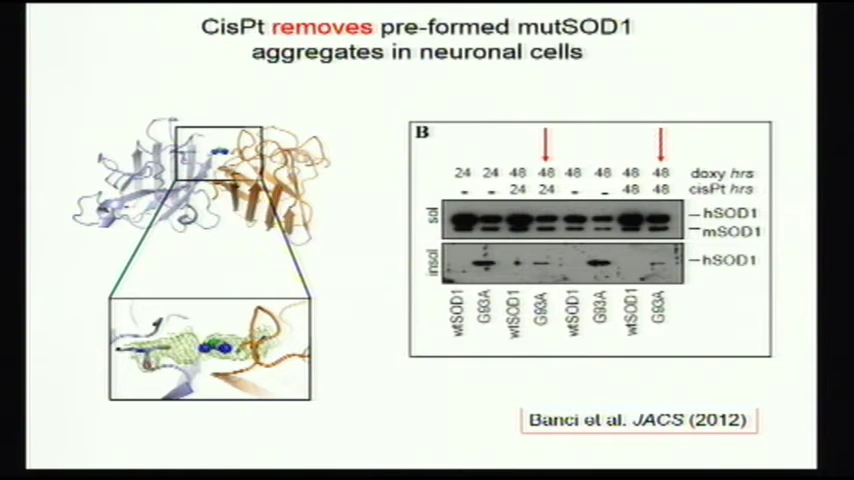 CisPt removes pre-formed mutSOD1
aggregates in neuronal cells
B
24 24 48 48 48 48 48 48 doxy hrs
- - 24 24 - - 48 48 cisPt hrs
sol
hSOD1
mSOD1
insol
hSOD1
wtSOD1 G93A wtSOD1 G93A wtSOD1 G93A wtSOD1 G93A
Banci et al. JACS (2012)